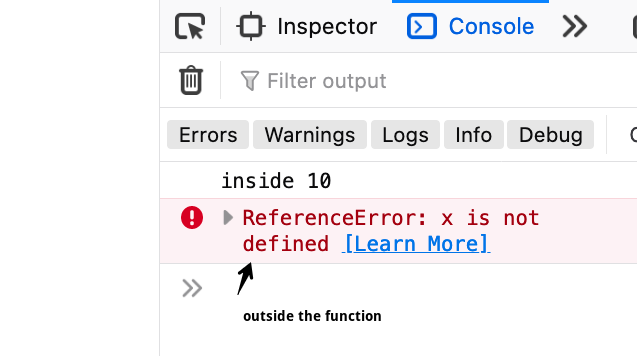 Inspector Console
Filter output
Errors Warnings Logs Info Debug
inside 10
ReferenceError: x is not
defined [Learn More]
outside the function